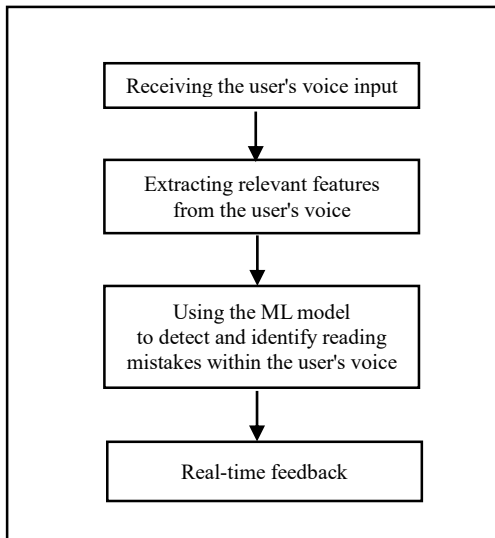 Receiving the user's voice input
Extracting relevant features
from the user's voice
Using the ML model
to detect and identify reading
mistakes within the user's voice
Real-time feedback